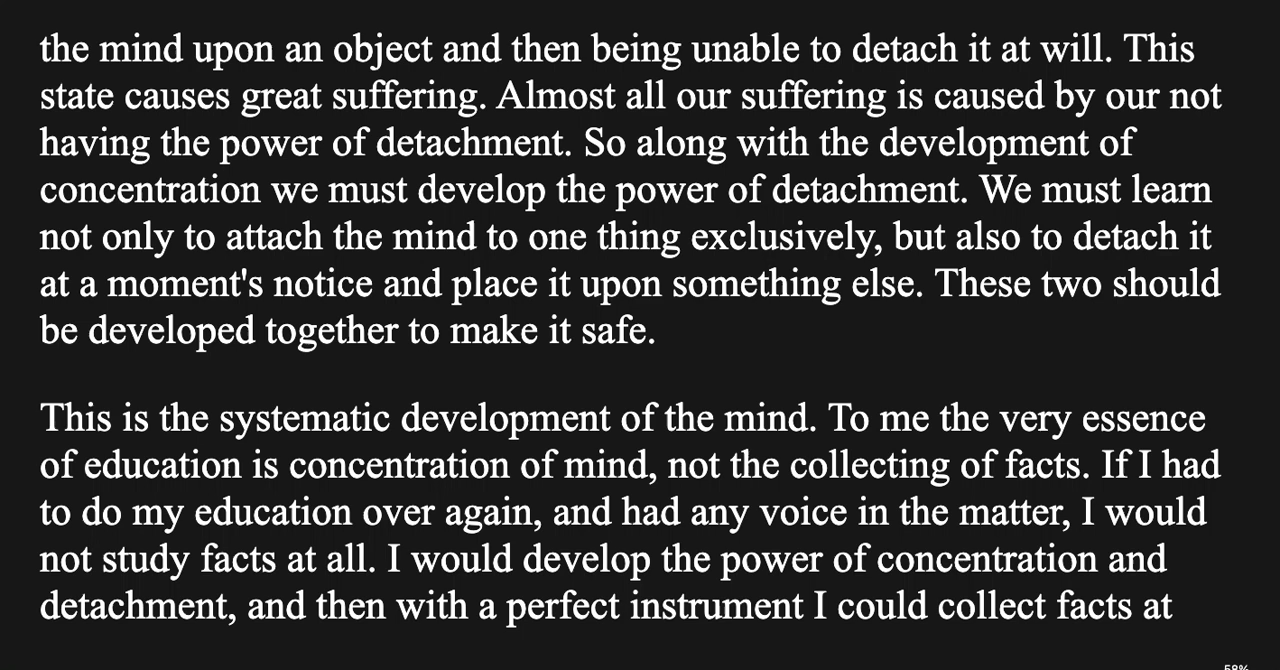 the mind upon an object and then being unable to detach it at will. This
state causes great suffering. Almost all our suffering is caused by our not
having the power of detachment. So along with the development of
concentration we must develop the power of detachment. We must learn
not only to attach the mind to one thing exclusively, but also to detach it
at a moment's notice and place it upon something else. These two should
be developed together to make it safe.
This is the systematic development of the mind. To me the very essence
of education is concentration of mind, not the collecting of facts. If I had
to do my education over again, and had any voice in the matter, I would
not study facts at all. I would develop the power of concentration and
detachment, and then with a perfect instrument I could collect facts at
58%